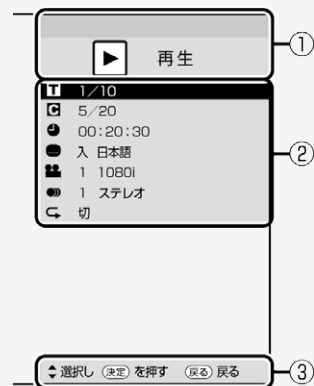 再生 ①
T 1/10
C 5/20
00:20:30
入 日本語 ②
1 1080i
1 ステレオ
切
選択し 決定 を押す 戻る 戻る ③